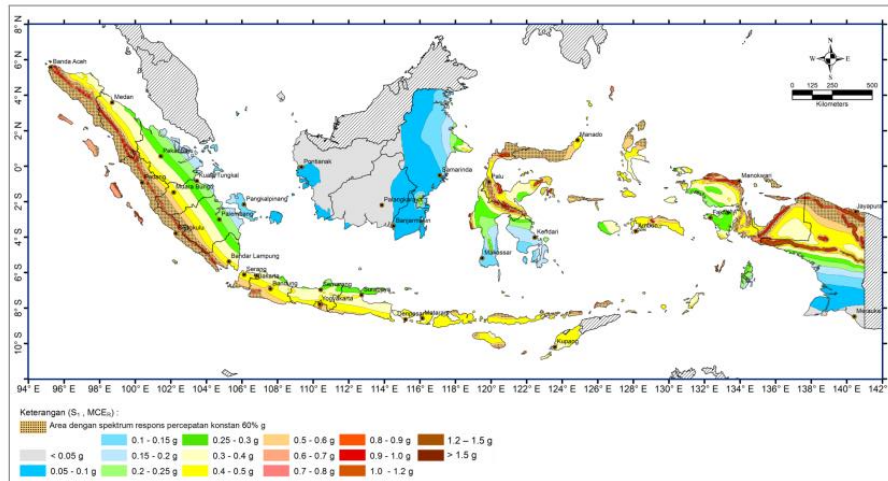 8° N
6° N
4° N
2° N
0°
2° S
4° S
6° S
8° S
10° S
94° E 96° E 98° E 100° E 102° E 104° E 106° E 108° E 110° E 112° E 114° E 116° E 118° E 120° E 122° E 124° E 126° E 128° E 130° E 132° E 134° E 136° E 138° E 140° E
N
W E
S
0 125 250 500
Kilometers
Banda Aceh
Medan
Manado
Pontianak
Samarinda
Palu
Manokwari
Muara Bungo
Pangkalpinang
Palangkaraya
Jayapura
Palembang
Banjarmasin
Kendari
Ambon
Makassar
Bandar Lampung
Serang
Bandung
Semarang
Surabaya
Yogyakarta
Denpasar
Mataram
Merauke
Kupang
Keterangan (S₁ , MCER) :
Area dengan spektrum respons percepatan konstan 60% g
< 0.05 g
0.05 - 0.1 g
0.1 - 0.15 g
0.15 - 0.2 g
0.2 - 0.25 g
0.25 - 0.3 g
0.3 - 0.4 g
0.4 - 0.5 g
0.5 - 0.6 g
0.6 - 0.7 g
0.7 - 0.8 g
0.8 - 0.9 g
0.9 - 1.0 g
1.0 - 1.2 g
1.2 – 1.5 g
> 1.5 g